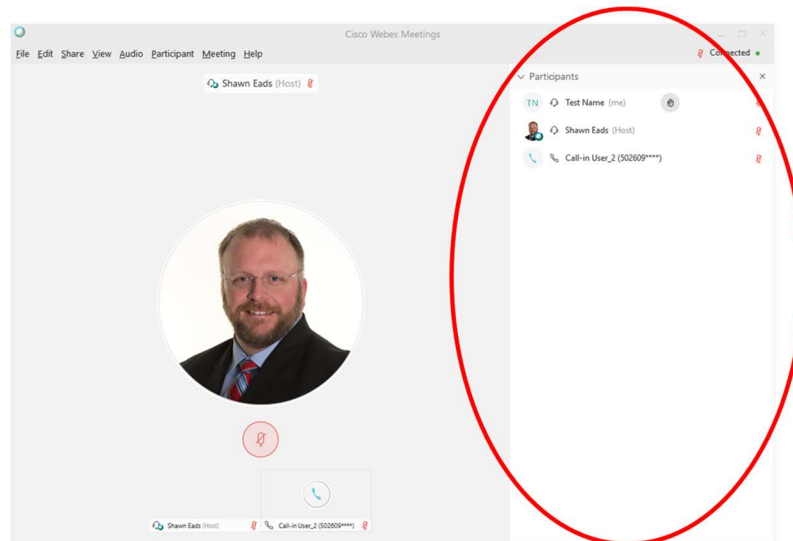 Cisco Webex Meetings
File Edit Share View Audio Participant Meeting Help
Connected
Shawn Eads (Host)
Participants
TN Test Name (me)
Shawn Eads (Host)
Call-in User_2 (502609****)
Shawn Eads (Host)
Call-in User_2 (502609****)